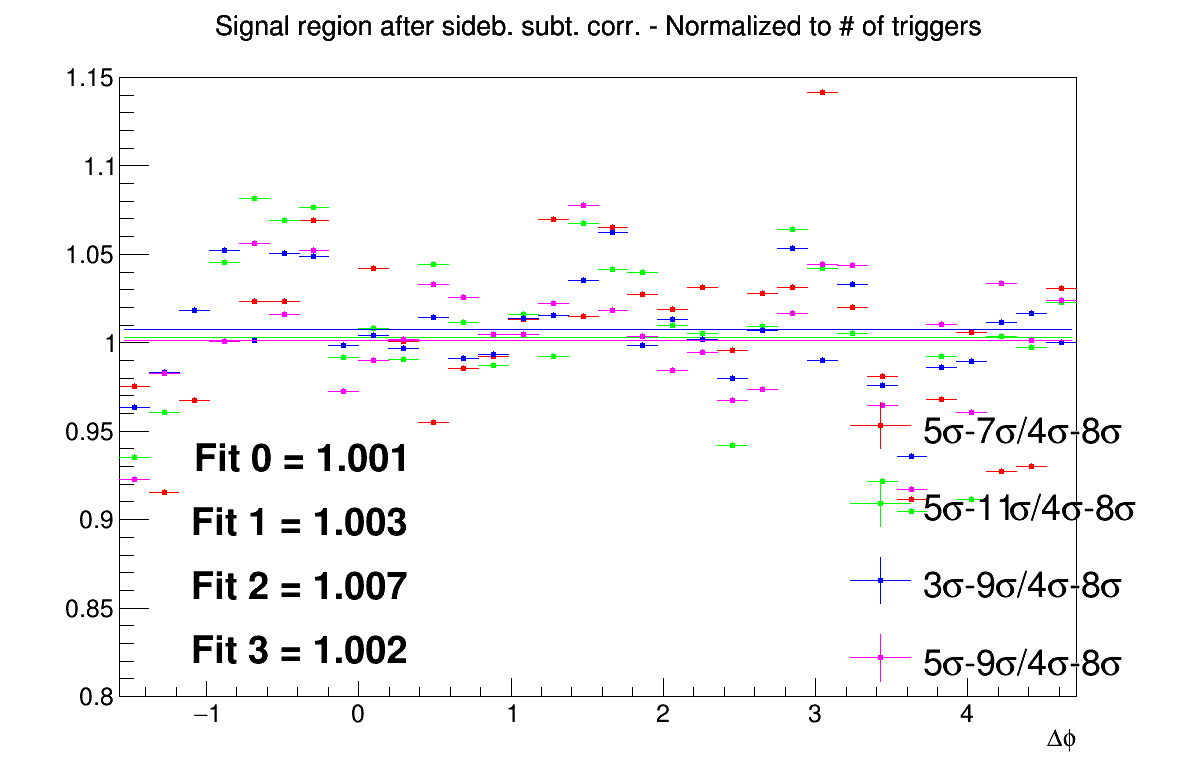 Signal region after sideb. subt. corr. - Normalized to # of triggers
1.15
1.1
1.05
1
0.95
0.9
0.85
0.8
Fit 0 = 1.001
Fit 1 = 1.003
Fit 2 = 1.007
Fit 3 = 1.002
5σ-7σ/4σ-8σ
5σ-11σ/4σ-8σ
3σ-9σ/4σ-8σ
5σ-9σ/4σ-8σ
−1 0 1 2 3 4
Δϕ